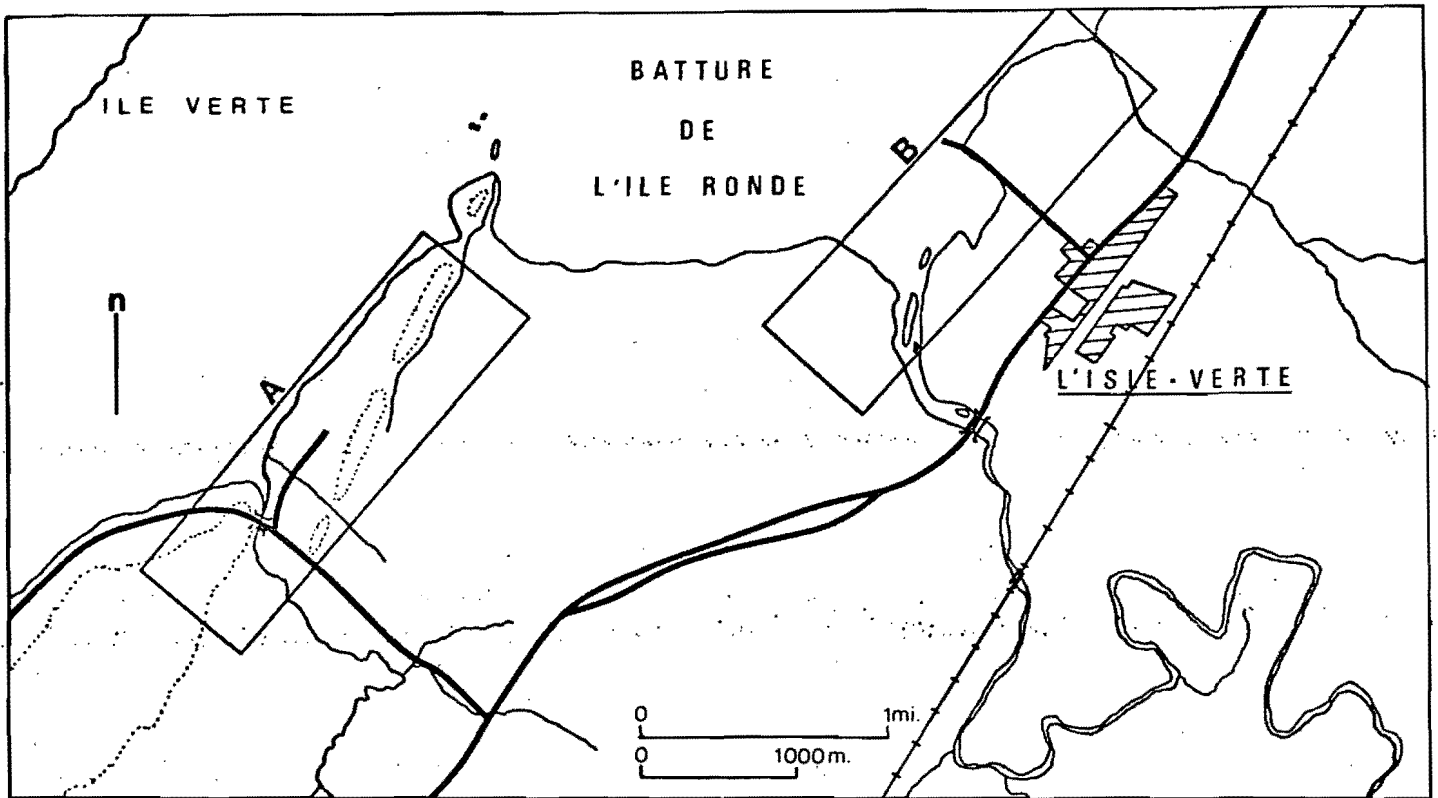 BATTURE
DE
L'ILE RONDE
ILE VERTE
B
A
n
L'ISLE-VERTE
0 1mi.
0 1000m.